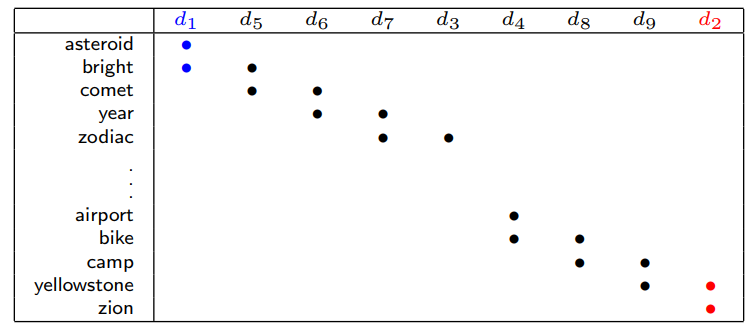 d1 d5 d6 d7 d3 d4 d8 d9 d2
asteroid • 
bright • •
comet • •
year • •
zodiac • •
.
.
.
airport •
bike • •
camp • •
yellowstone • •
zion •